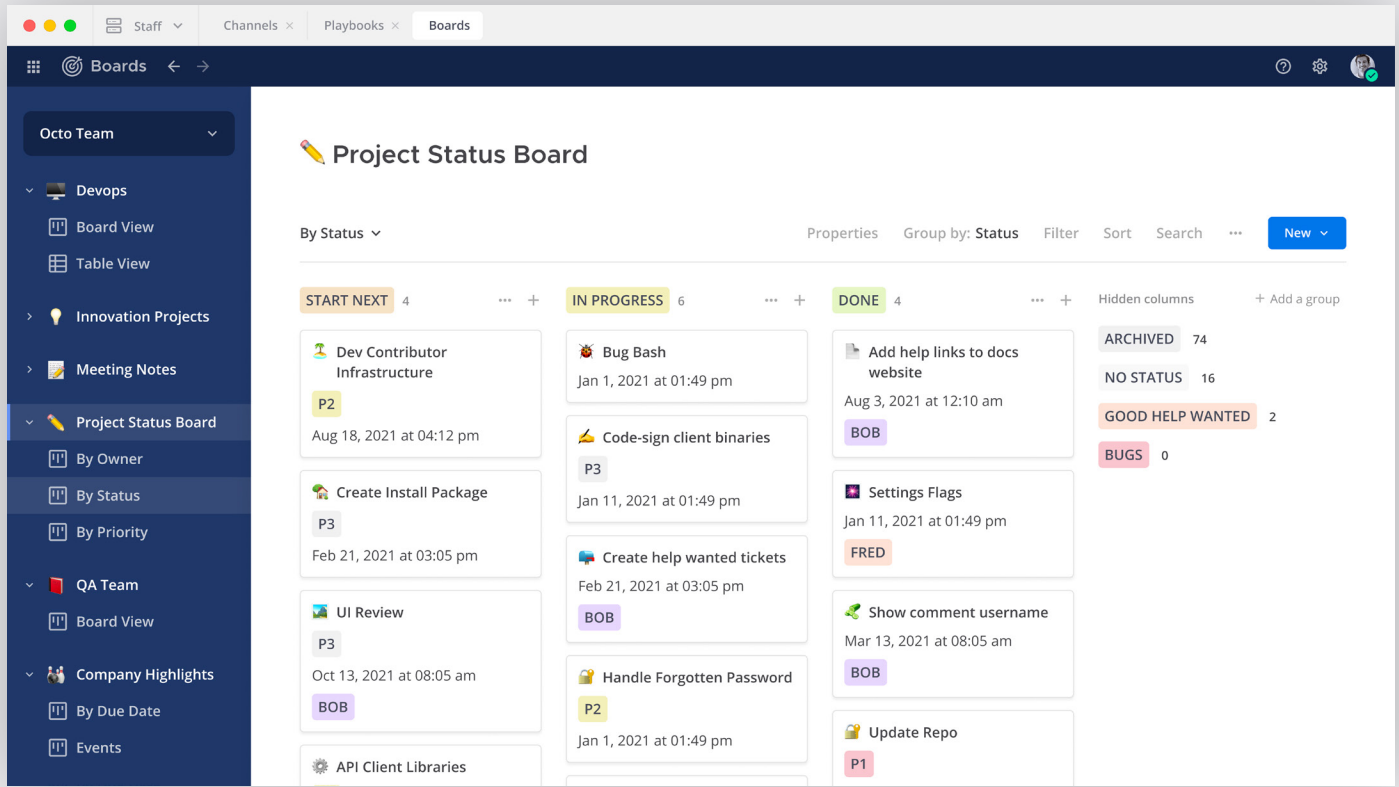 Staff
Channels
Playbooks
Boards
Boards
Octo Team
Devops
Board View
Table View
Innovation Projects
Meeting Notes
Project Status Board
By Owner
By Status
By Priority
QA Team
Board View
Company Highlights
By Due Date
Events
Project Status Board
By Status
Properties
Group by: Status
Filter
Sort
Search
New
START NEXT 4
Dev Contributor
Infrastructure
P2
Aug 18, 2021 at 04:12 pm
Create Install Package
P3
Feb 21, 2021 at 03:05 pm
UI Review
P3
Oct 13, 2021 at 08:05 am
BOB
API Client Libraries
IN PROGRESS 6
Bug Bash
Jan 1, 2021 at 01:49 pm
Code-sign client binaries
P3
Jan 11, 2021 at 01:49 pm
Create help wanted tickets
Feb 21, 2021 at 03:05 pm
BOB
Handle Forgotten Password
P2
Jan 1, 2021 at 01:49 pm
DONE 4
Add help links to docs
website
Aug 3, 2021 at 12:10 am
BOB
Settings Flags
Jan 11, 2021 at 01:49 pm
FRED
Show comment username
Mar 13, 2021 at 08:05 am
BOB
Update Repo
P1
Hidden columns
+ Add a group
ARCHIVED 74
NO STATUS 16
GOOD HELP WANTED 2
BUGS 0